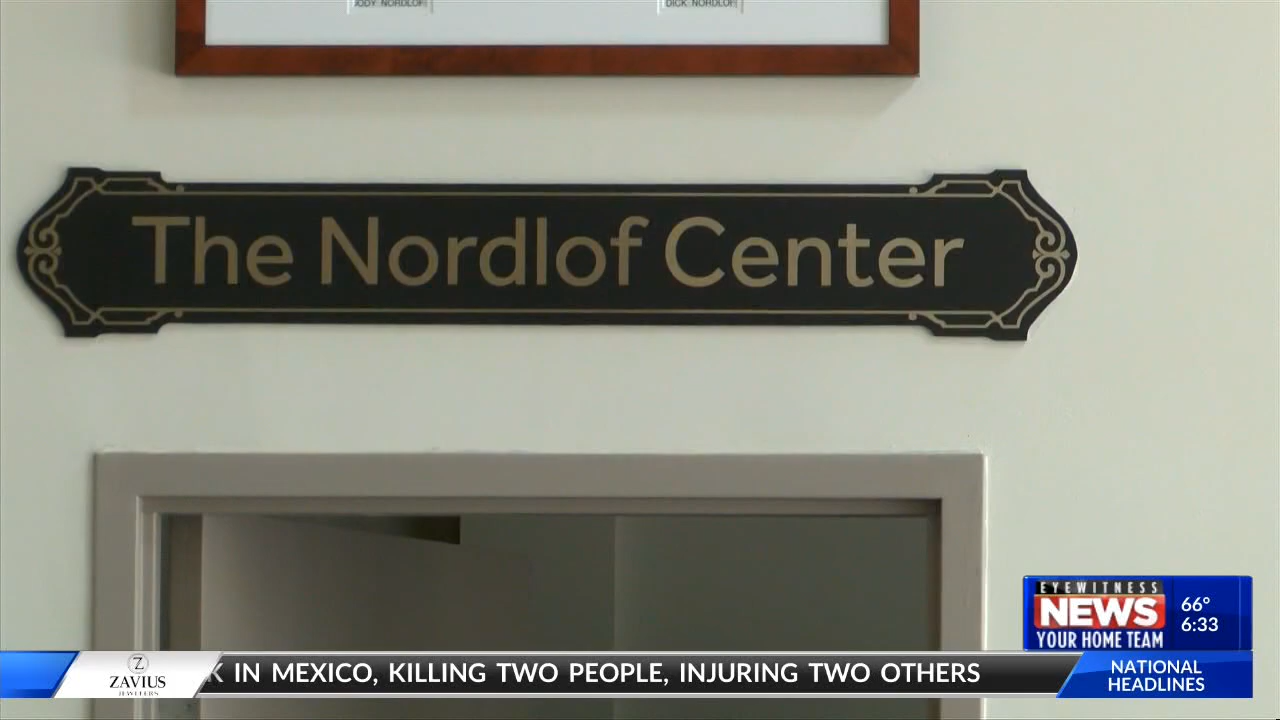 JODY NORDLOF
DICK NORDLOF
The Nordlof Center
EYEWITNESS
NEWS
YOUR HOME TEAM
66°
6:33
Z
ZAVIUS
JEWELERS
K IN MEXICO, KILLING TWO PEOPLE, INJURING TWO OTHERS
NATIONAL
HEADLINES